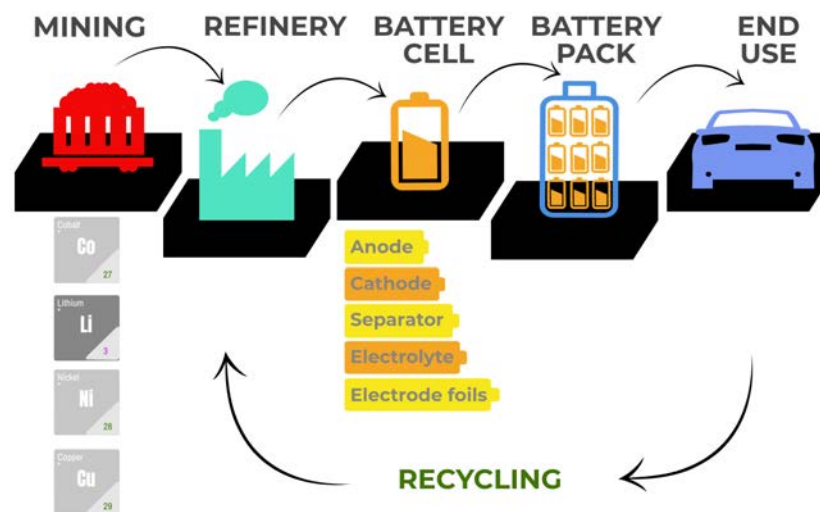 MINING
REFINERY
BATTERY
CELL
BATTERY
PACK
END
USE
Cobalt
Co
27
Lithium
Li
3
Nickel
Ni
28
Copper
Cu
29
Anode
Cathode
Separator
Electrolyte
Electrode foils
RECYCLING